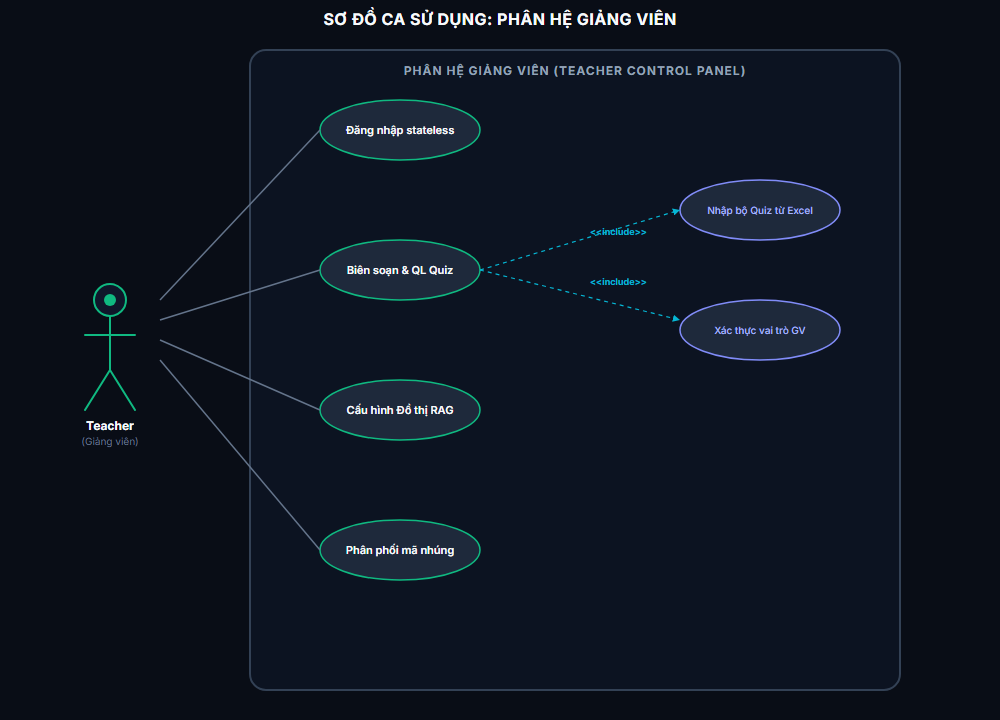 SƠ ĐỒ CA SỬ DỤNG: PHÂN HỆ GIẢNG VIÊN
PHÂN HỆ GIẢNG VIÊN (TEACHER CONTROL PANEL)
Đăng nhập stateless
Nhập bộ Quiz từ Excel
<<include>>
Biên soạn & QL Quiz
<<include>>
Xác thực vai trò GV
Cấu hình Đồ thị RAG
Teacher
(Giảng viên)
Phân phối mã nhúng